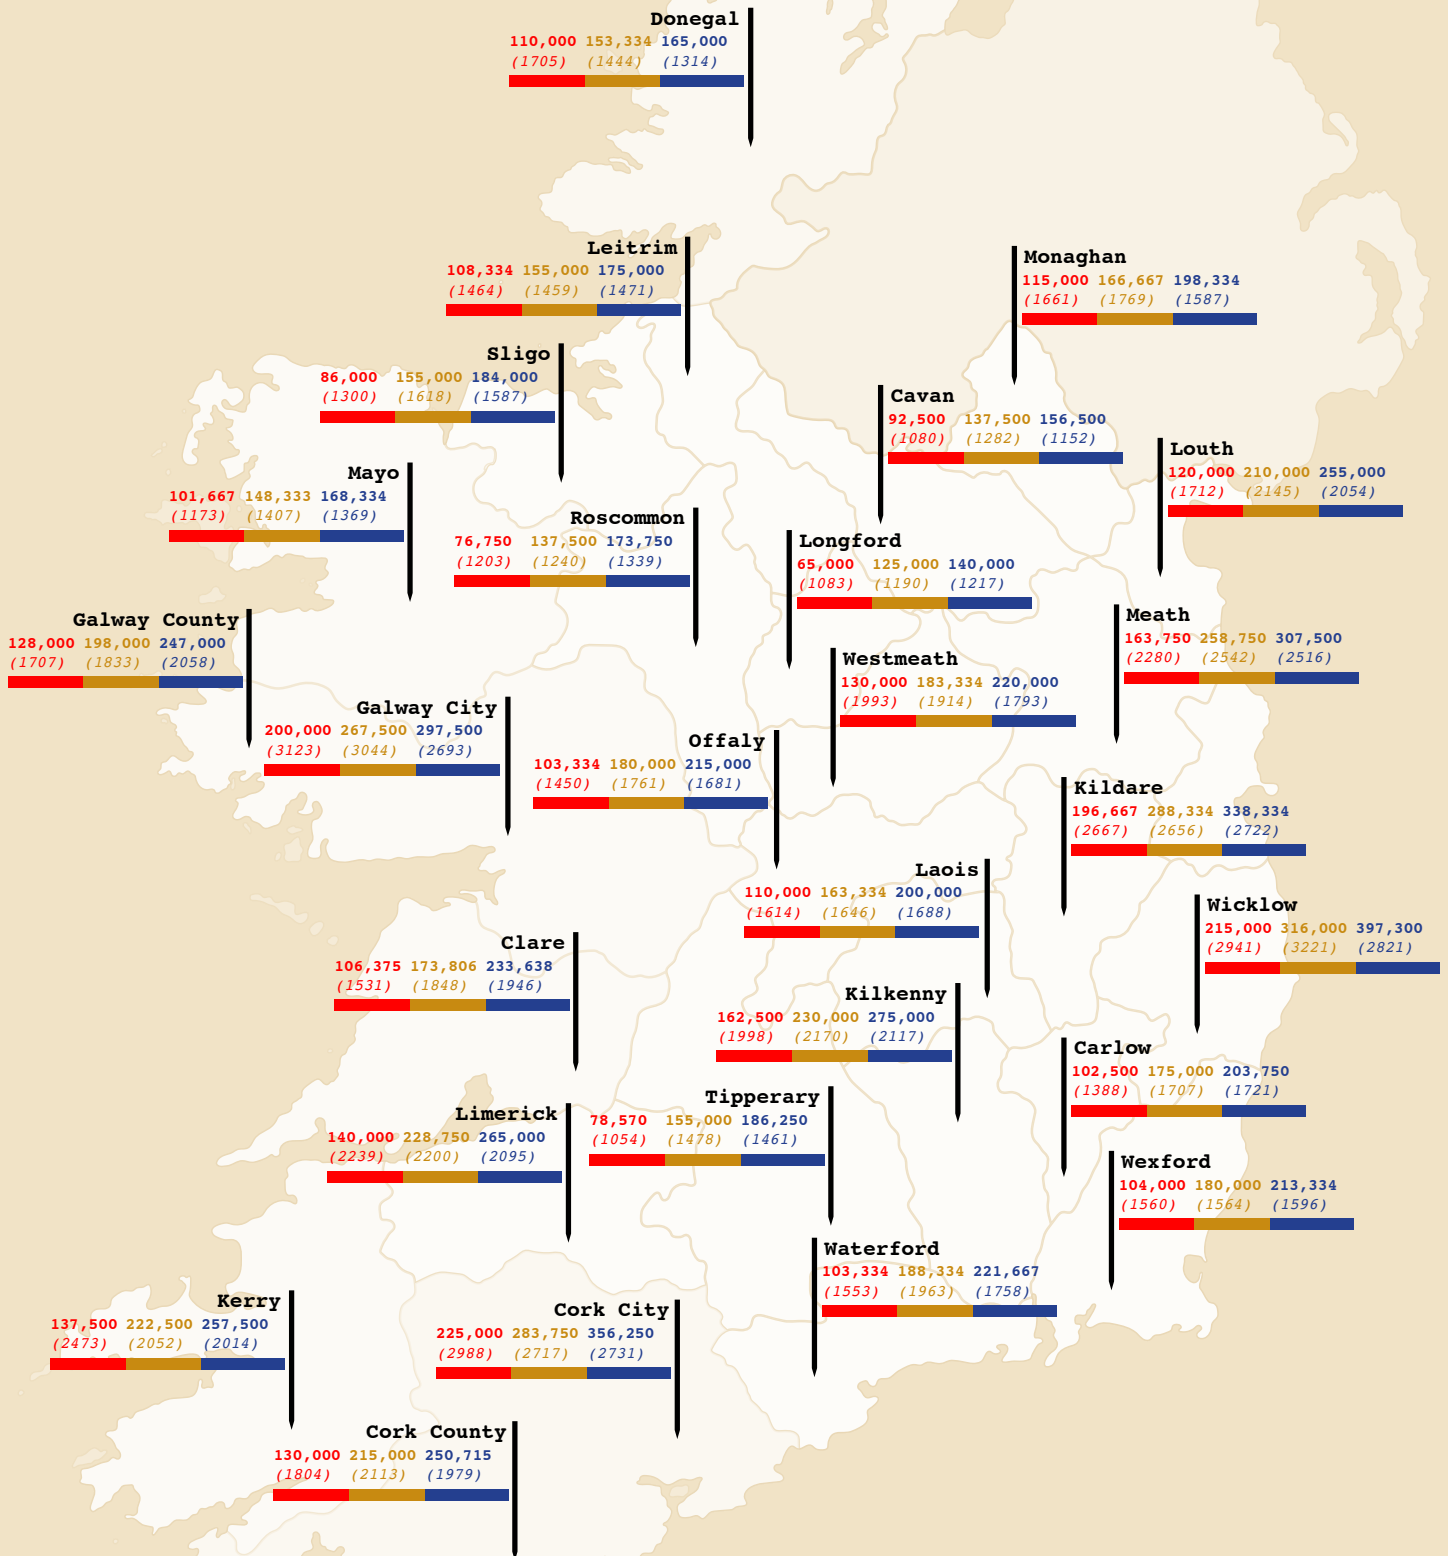 Donegal
110,000 153,334 165,000
(1705) (1444) (1314)
Leitrim
108,334 155,000 175,000
(1464) (1459) (1471)
Monaghan
115,000 166,667 198,334
(1661) (1769) (1587)
Sligo
86,000 155,000 184,000
(1300) (1618) (1587)
Cavan
92,500 137,500 156,500
(1080) (1282) (1152)
Louth
120,000 210,000 255,000
(1712) (2145) (2054)
Mayo
101,667 148,333 168,334
(1173) (1407) (1369)
Roscommon
76,750 137,500 173,750
(1203) (1240) (1339)
Longford
65,000 125,000 140,000
(1083) (1190) (1217)
Galway County
128,000 198,000 247,000
(1707) (1833) (2058)
Meath
163,750 258,750 307,500
(2280) (2542) (2516)
Westmeath
130,000 183,334 220,000
(1993) (1914) (1793)
Galway City
200,000 267,500 297,500
(3123) (3044) (2693)
Offaly
103,334 180,000 215,000
(1450) (1761) (1681)
Kildare
196,667 288,334 338,334
(2667) (2656) (2722)
Laois
110,000 163,334 200,000
(1614) (1646) (1688)
Wicklow
215,000 316,000 397,300
(2941) (3221) (2821)
Clare
106,375 173,806 233,638
(1531) (1848) (1946)
Kilkenny
162,500 230,000 275,000
(1998) (2170) (2117)
Carlow
102,500 175,000 203,750
(1388) (1707) (1721)
Tipperary
78,570 155,000 186,250
(1054) (1478) (1461)
Limerick
140,000 228,750 265,000
(2239) (2200) (2095)
Wexford
104,000 180,000 213,334
(1560) (1564) (1596)
Waterford
103,334 188,334 221,667
(1553) (1963) (1758)
Kerry
137,500 222,500 257,500
(2473) (2052) (2014)
Cork City
225,000 283,750 356,250
(2988) (2717) (2731)
Cork County
130,000 215,000 250,715
(1804) (2113) (1979)